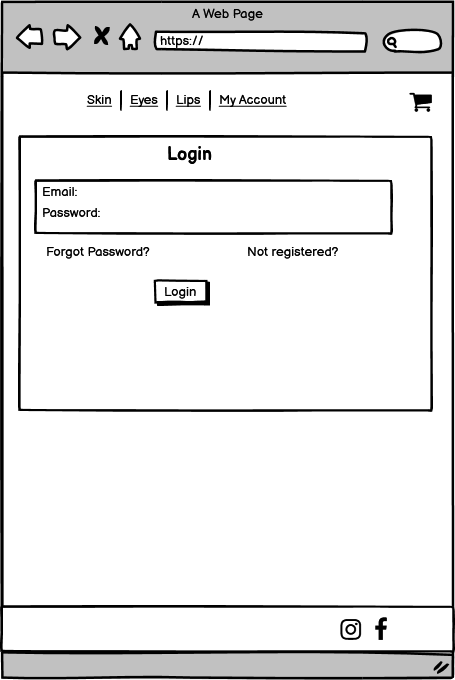 A Web Page
https://
Skin Eyes Lips My Account
Login
Email:
Password:
Forgot Password? Not registered?
Login